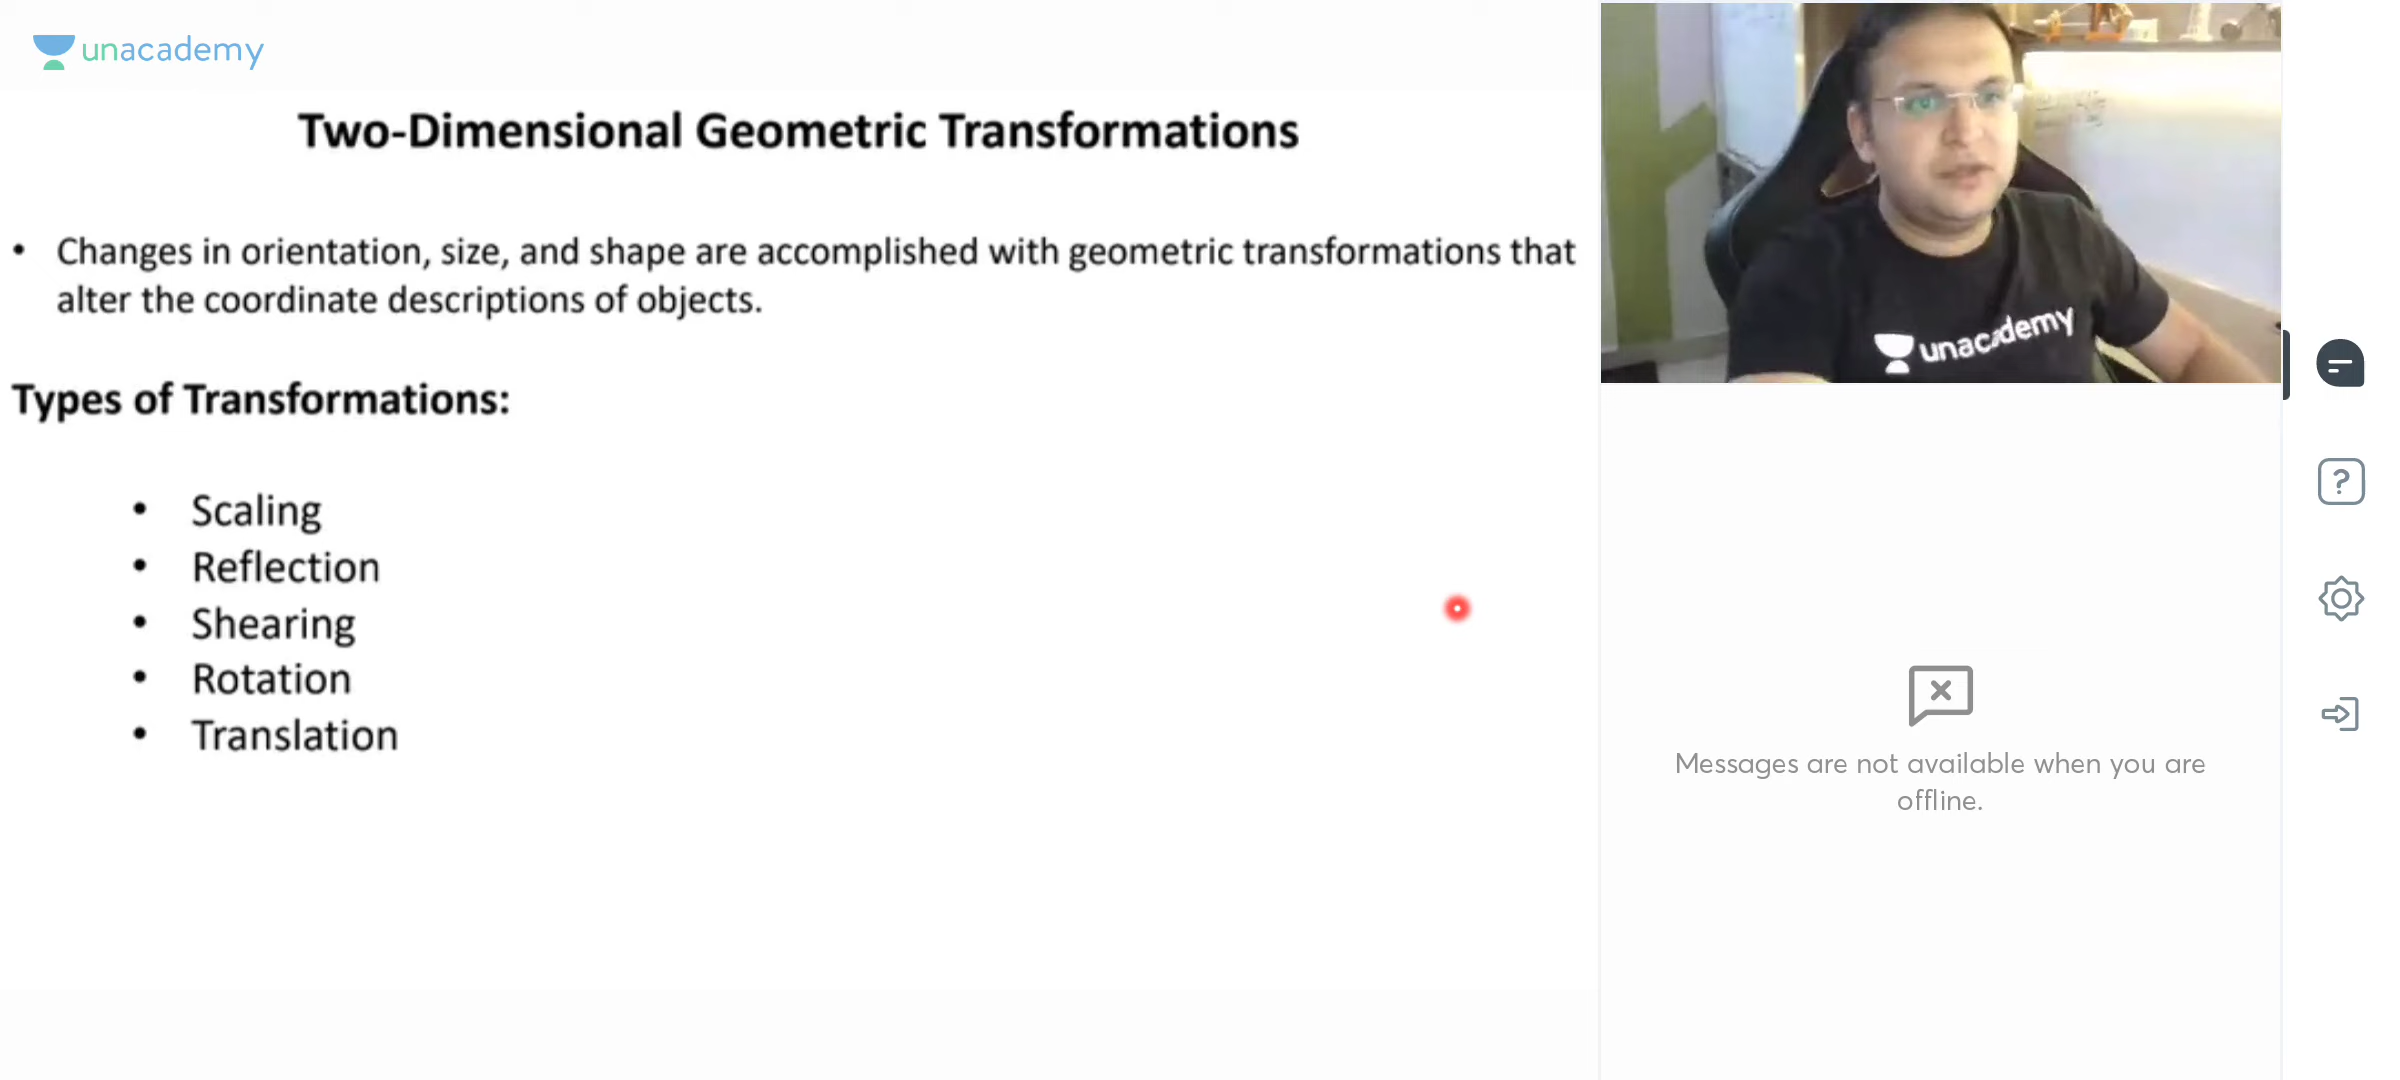 unacademy
Two-Dimensional Geometric Transformations
• Changes in orientation, size, and shape are accomplished with geometric transformations that
alter the coordinate descriptions of objects.
Types of Transformations:
• Scaling
• Reflection
• Shearing
• Rotation
• Translation
unacademy
?
Messages are not available when you are
offline.